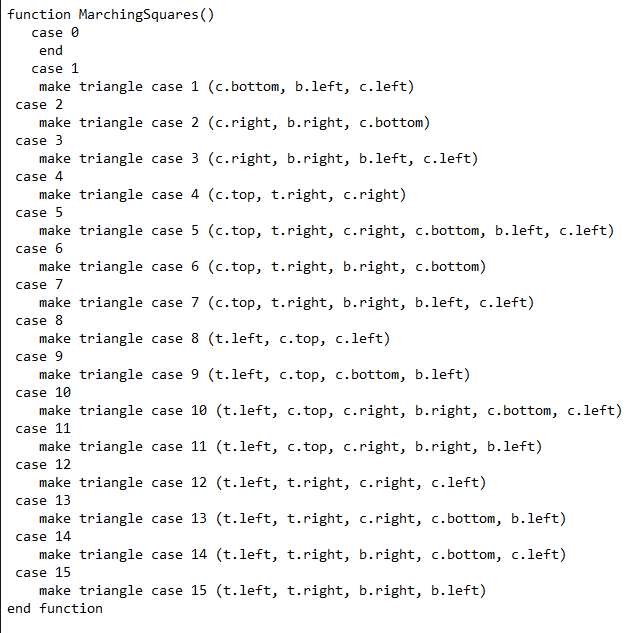 function MarchingSquares()
   case 0
    end
   case 1
    make triangle case 1 (c.bottom, b.left, c.left)
 case 2
    make triangle case 2 (c.right, b.right, c.bottom)
 case 3
    make triangle case 3 (c.right, b.right, b.left, c.left)
 case 4
    make triangle case 4 (c.top, t.right, c.right)
 case 5
    make triangle case 5 (c.top, t.right, c.right, c.bottom, b.left, c.left)
 case 6
    make triangle case 6 (c.top, t.right, b.right, c.bottom)
 case 7
    make triangle case 7 (c.top, t.right, b.right, b.left, c.left)
 case 8
    make triangle case 8 (t.left, c.top, c.left)
 case 9
    make triangle case 9 (t.left, c.top, c.bottom, b.left)
 case 10
    make triangle case 10 (t.left, c.top, c.right, b.right, c.bottom, c.left)
 case 11
    make triangle case 11 (t.left, c.top, c.right, b.right, b.left)
 case 12
    make triangle case 12 (t.left, t.right, c.right, c.left)
 case 13
    make triangle case 13 (t.left, t.right, c.right, c.bottom, b.left)
 case 14
    make triangle case 14 (t.left, t.right, b.right, c.bottom, c.left)
 case 15
    make triangle case 15 (t.left, t.right, b.right, b.left)
end function